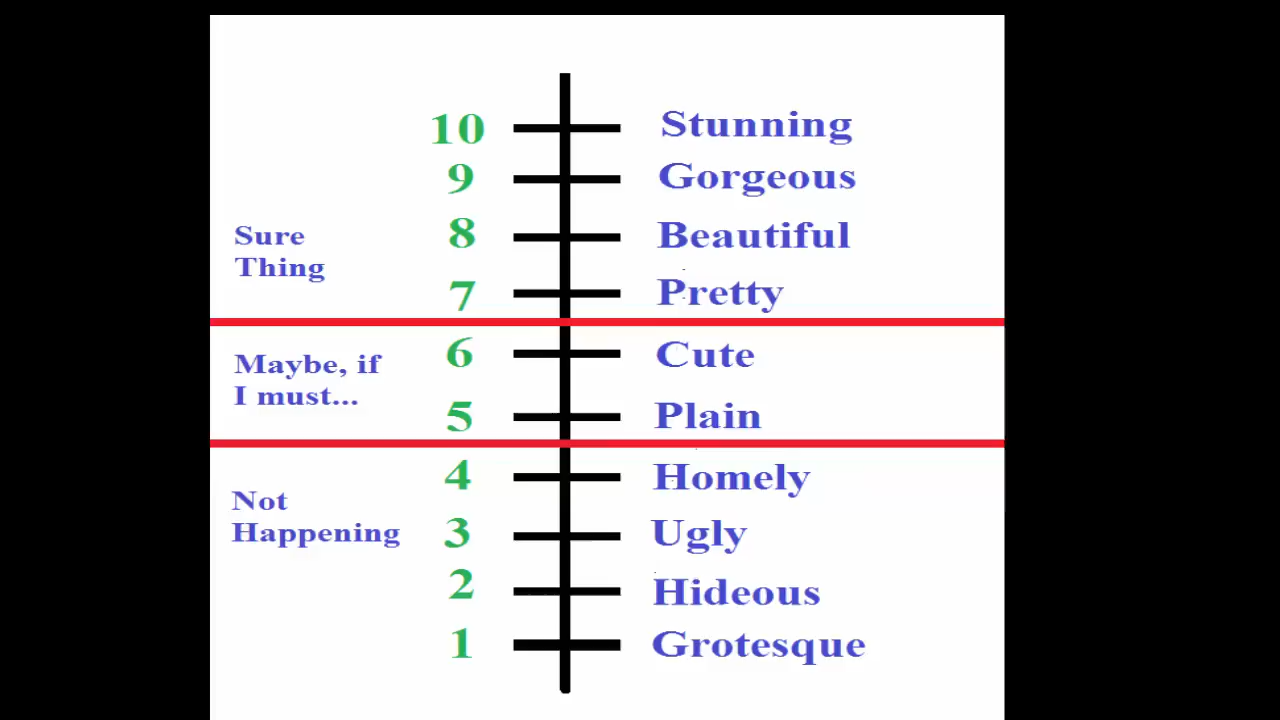 10 Stunning
9 Gorgeous
8 Beautiful
Sure
Thing
7 Pretty
6 Cute
Maybe, if
I must...
5 Plain
4 Homely
Not
Happening
3 Ugly
2 Hideous
1 Grotesque